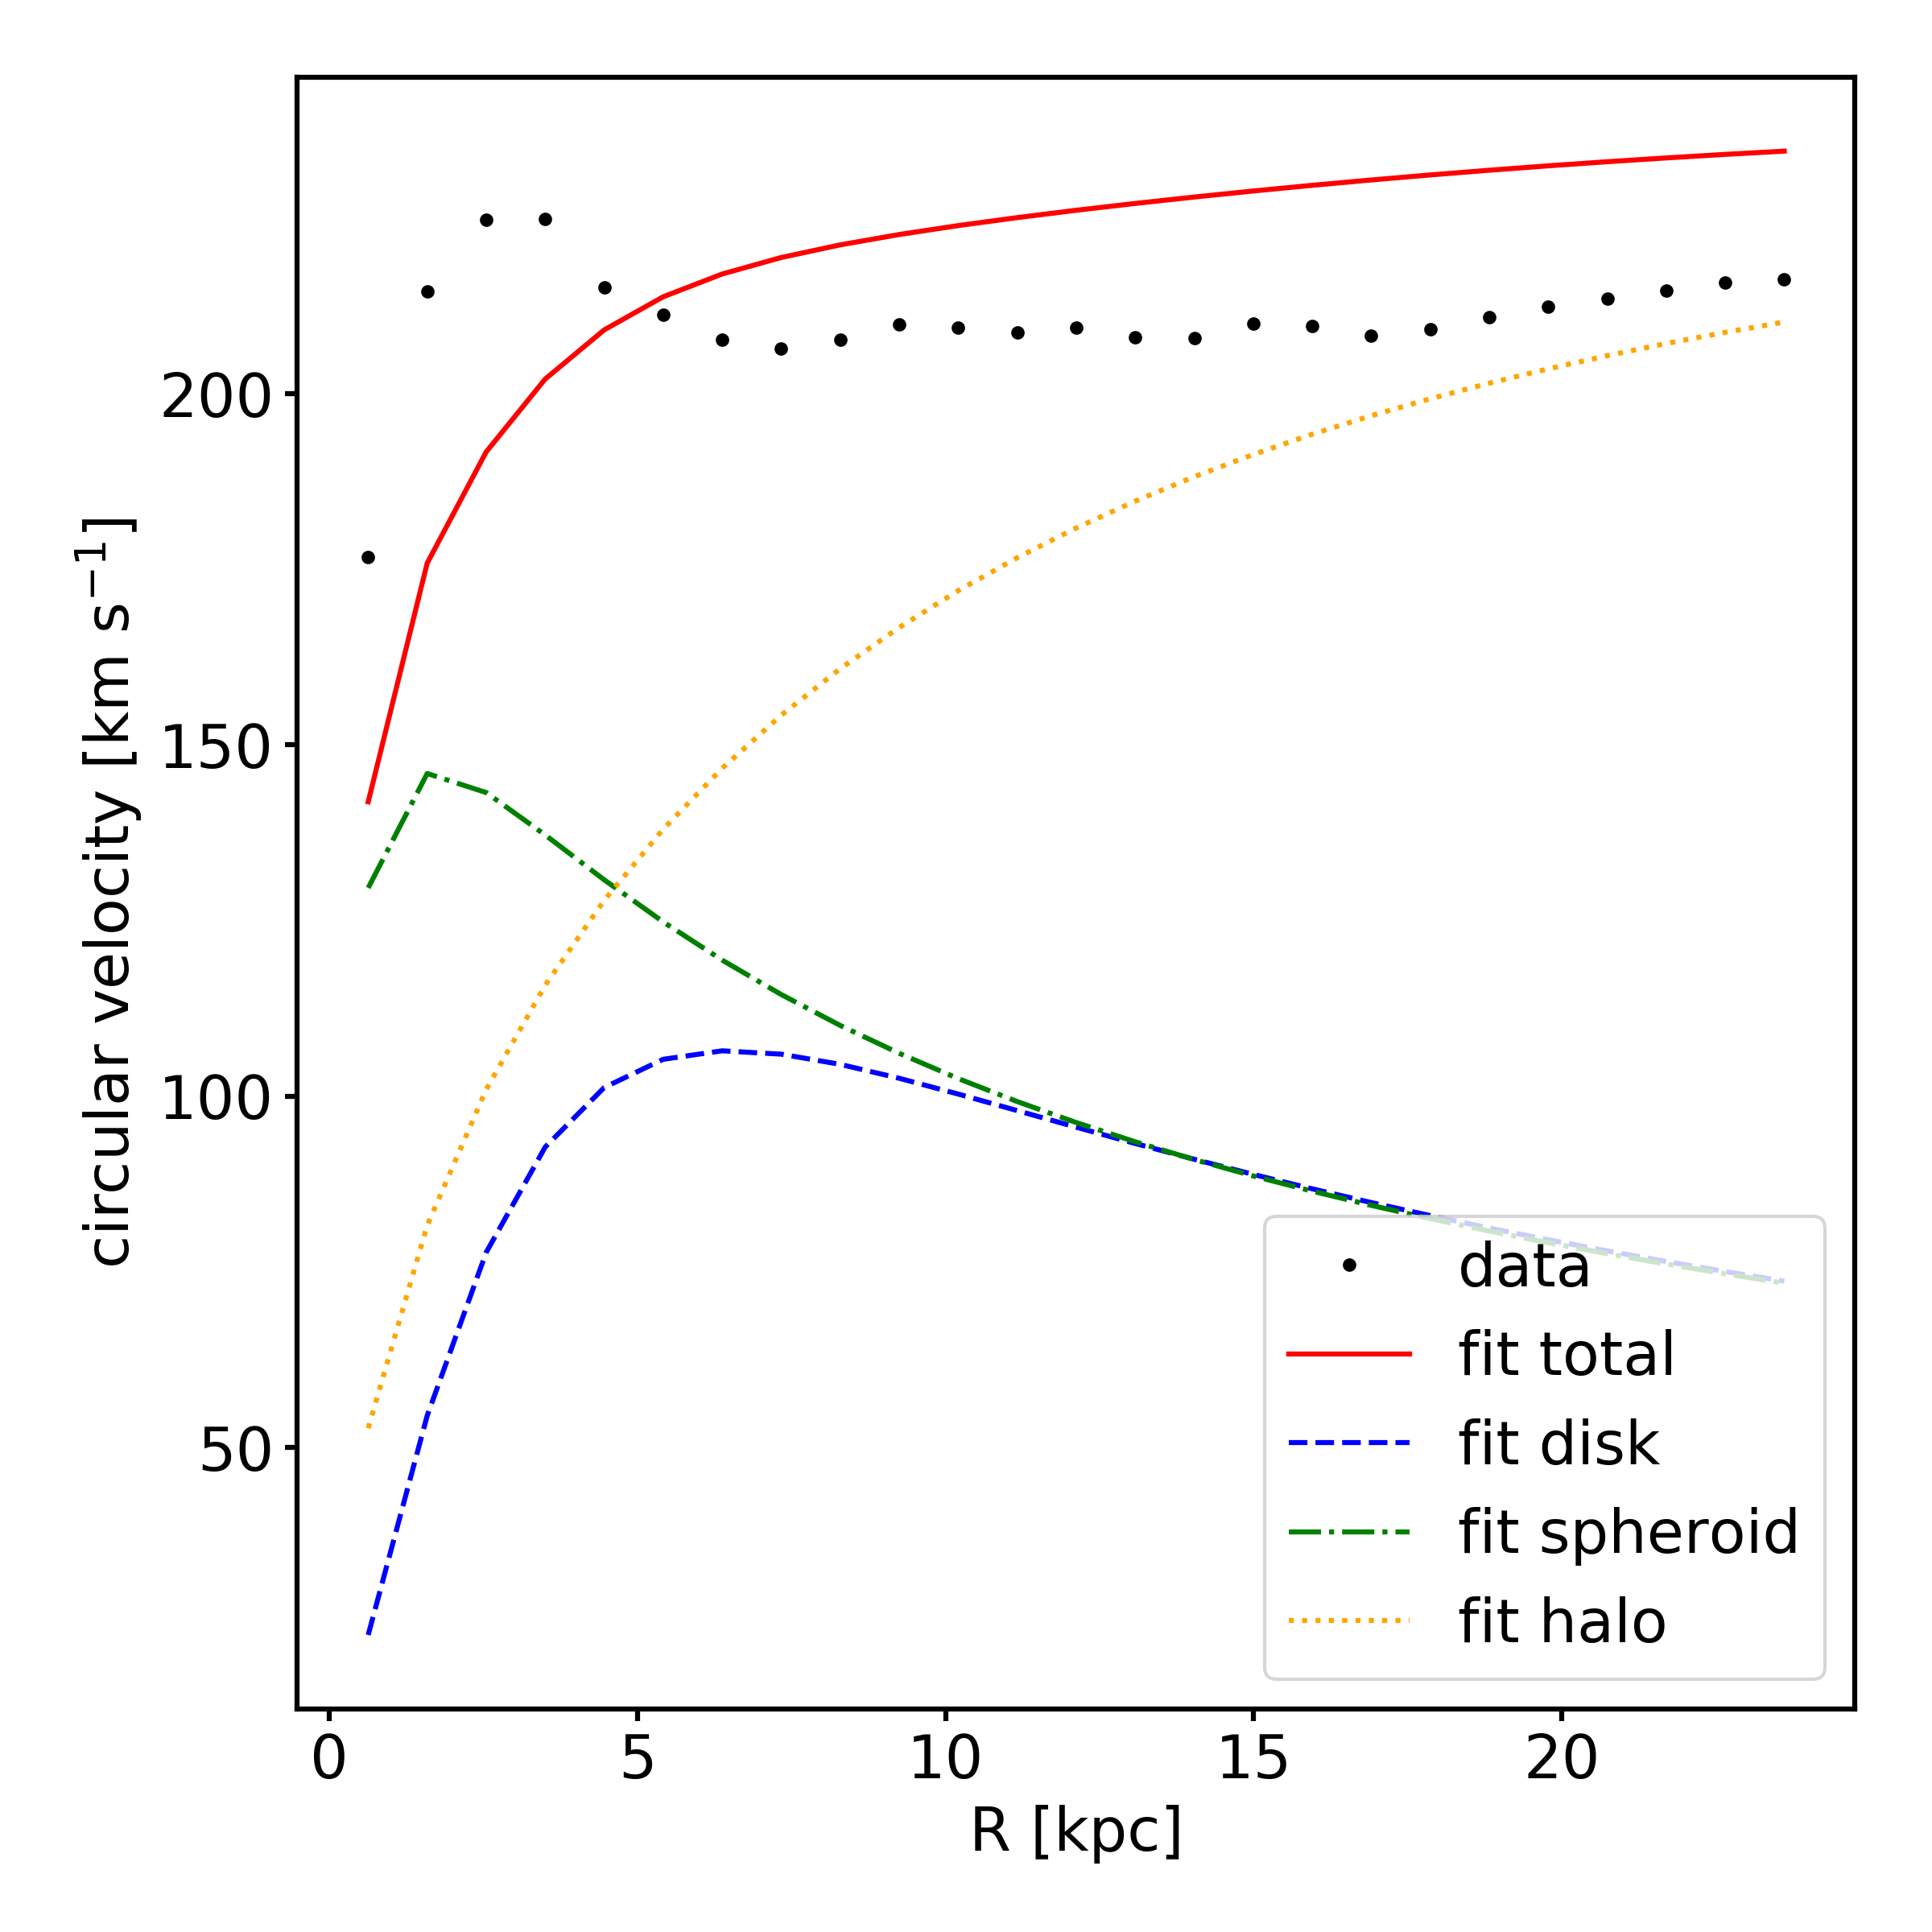 circular velocity [km s⁻¹]
200
150
100
50
0 5 10 15 20
R [kpc]
data
fit total
fit disk
fit spheroid
fit halo